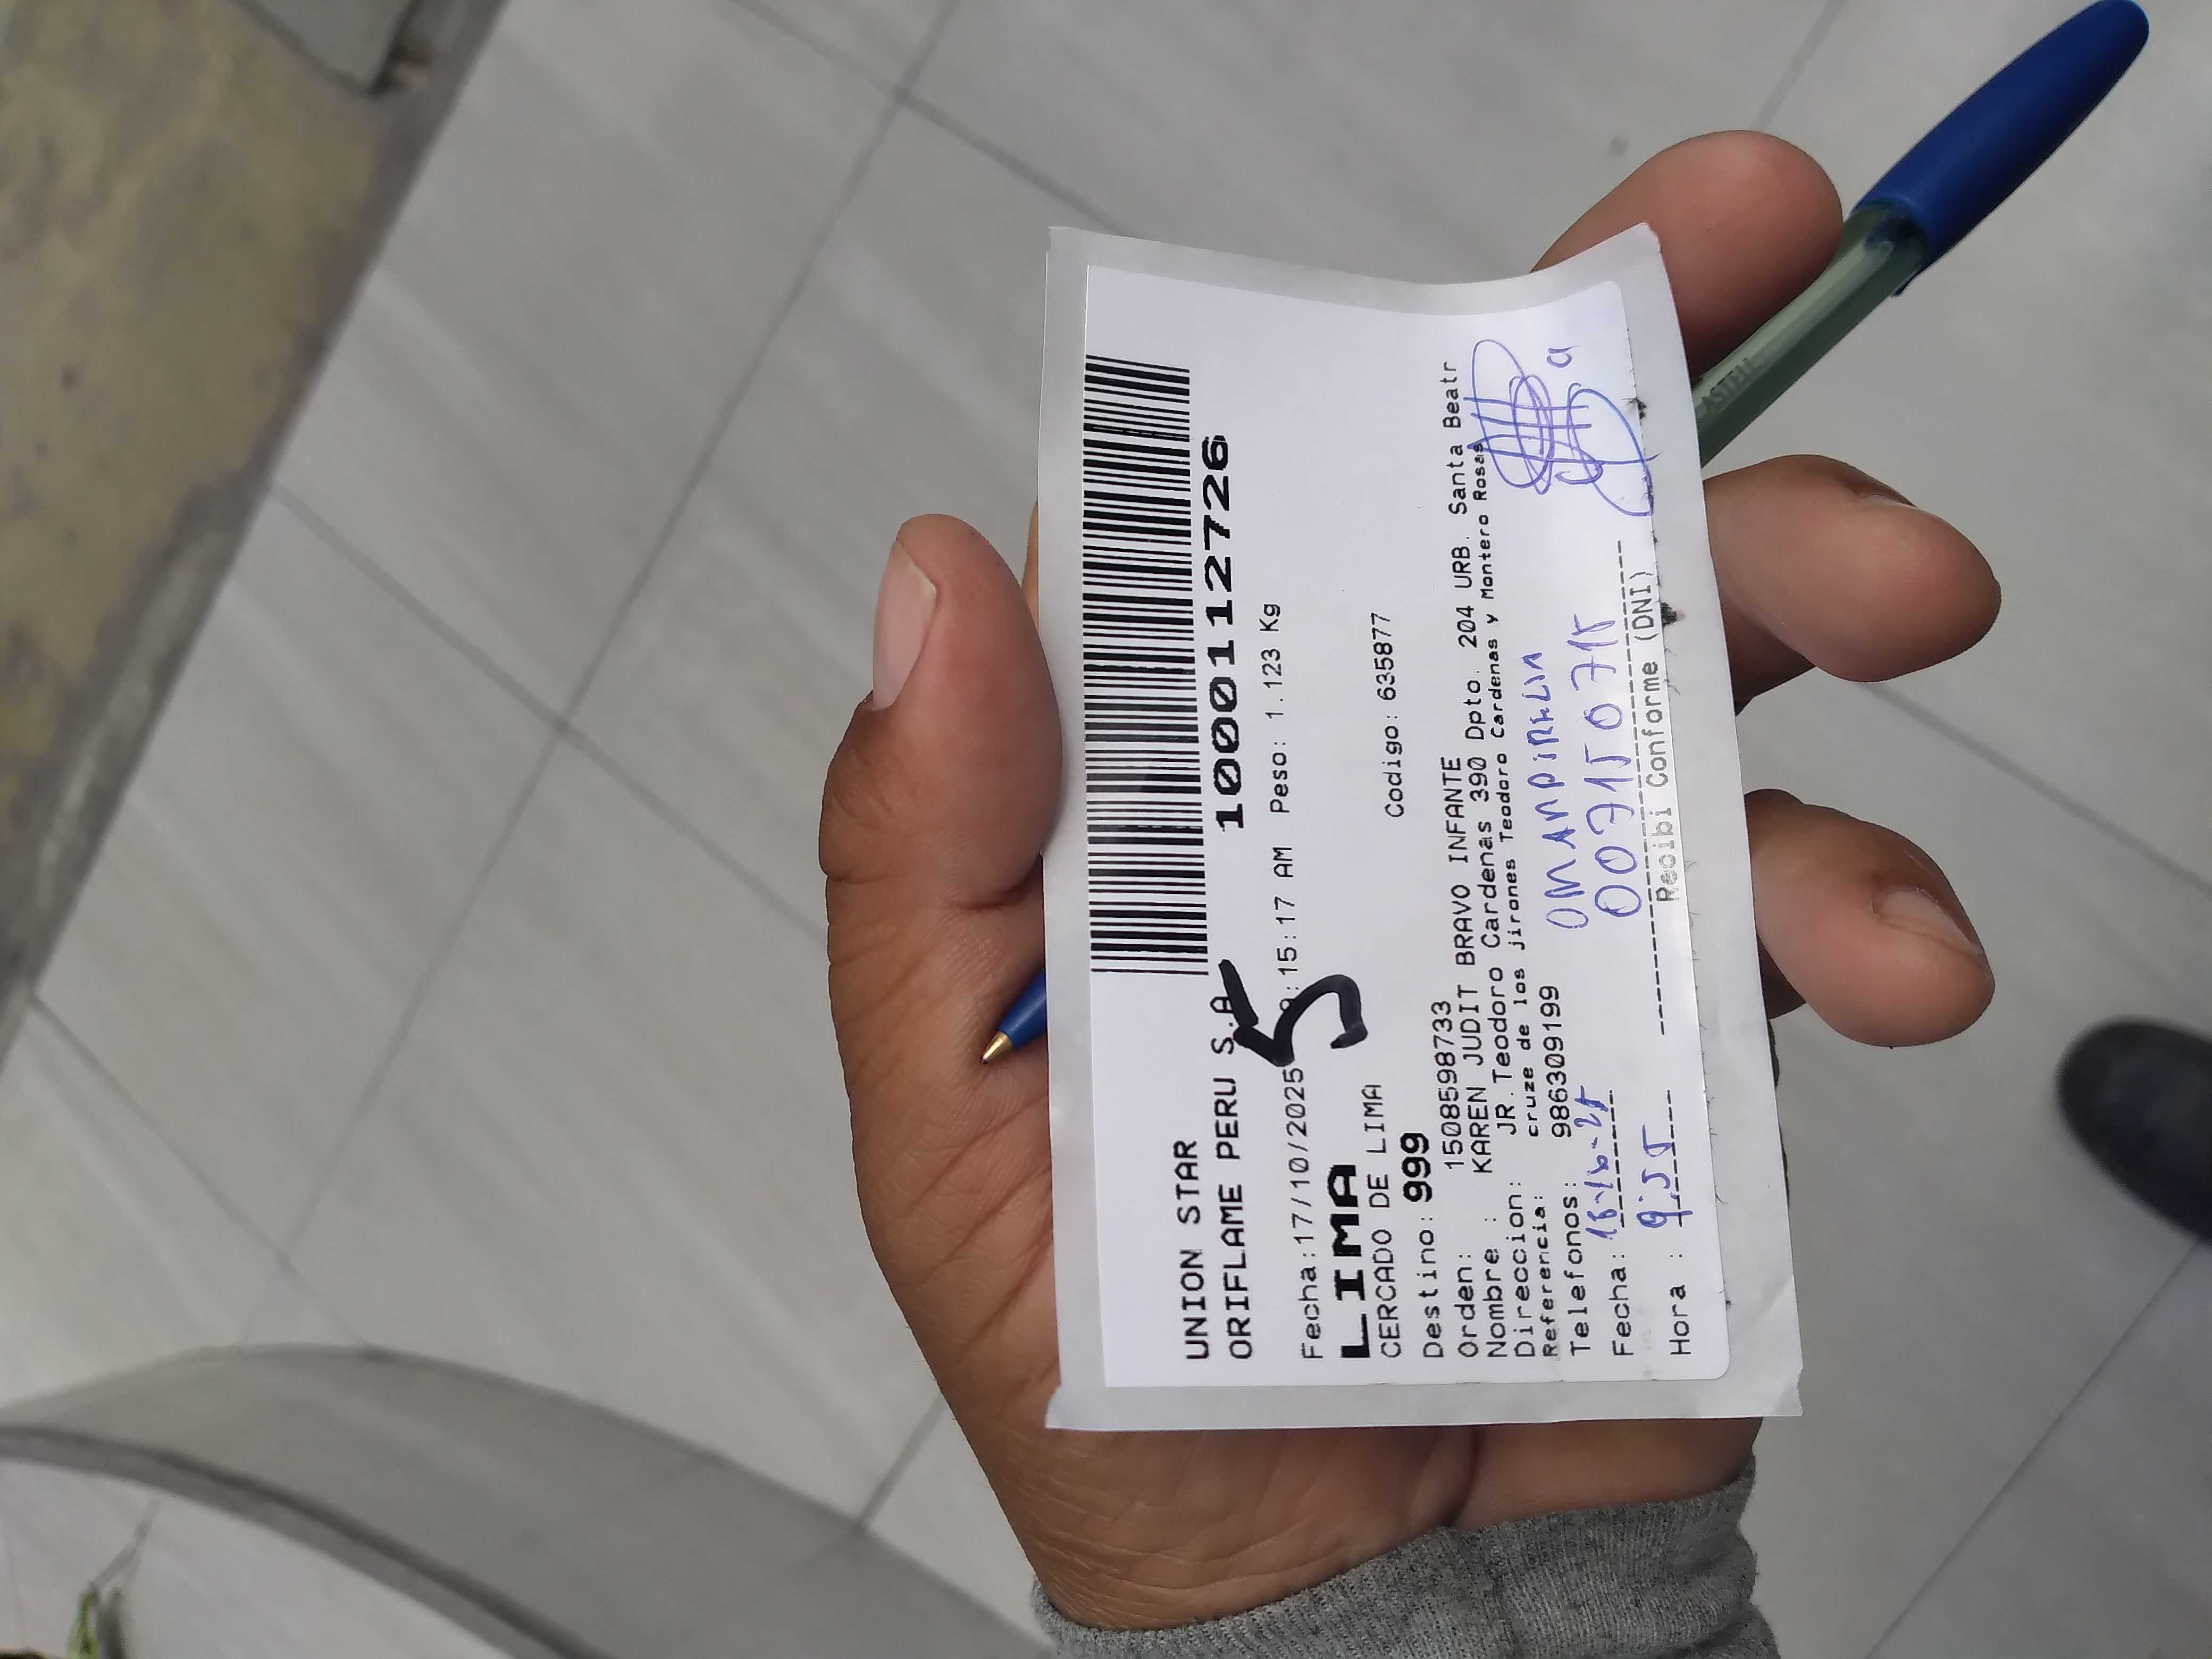 1000112726
UNION STAR
ORIFLAME PERU S.A
Fecha:17/10/2025 9:15:17 AM Peso: 1.123 Kg
5
LIMA
CERCADO DE LIMA
Codigo: 635877
Destino: 999
Orden: 1508598733
Nombre : KAREN JUDIT BRAVO INFANTE
Direccion: JR.Teodoro Cardenas 390 Dpto. 204 URB. Santa Beatr
Referencia: cruze de los jirones Teodoro Cardenas y Montero Rosas
Telefonos: 986309199
Fecha: 18-10-25
007150715
Hora : 9:55
Recibi Conforme (DNI)